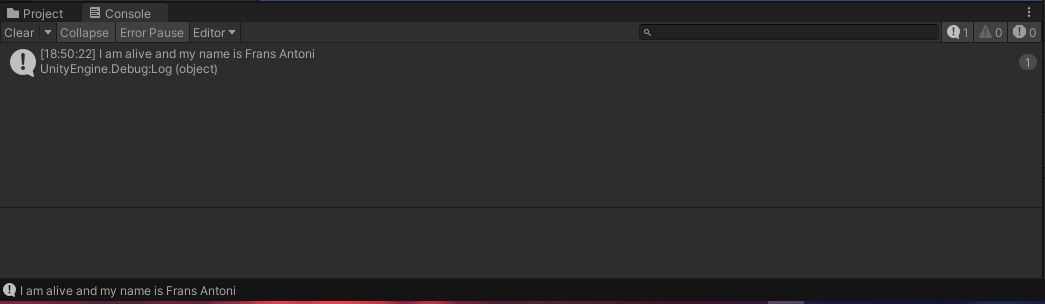 Project Console
Clear Collapse Error Pause Editor 1 0 0
[18:50:22] I am alive and my name is Frans Antoni
UnityEngine.Debug:Log (object)
1
I am alive and my name is Frans Antoni